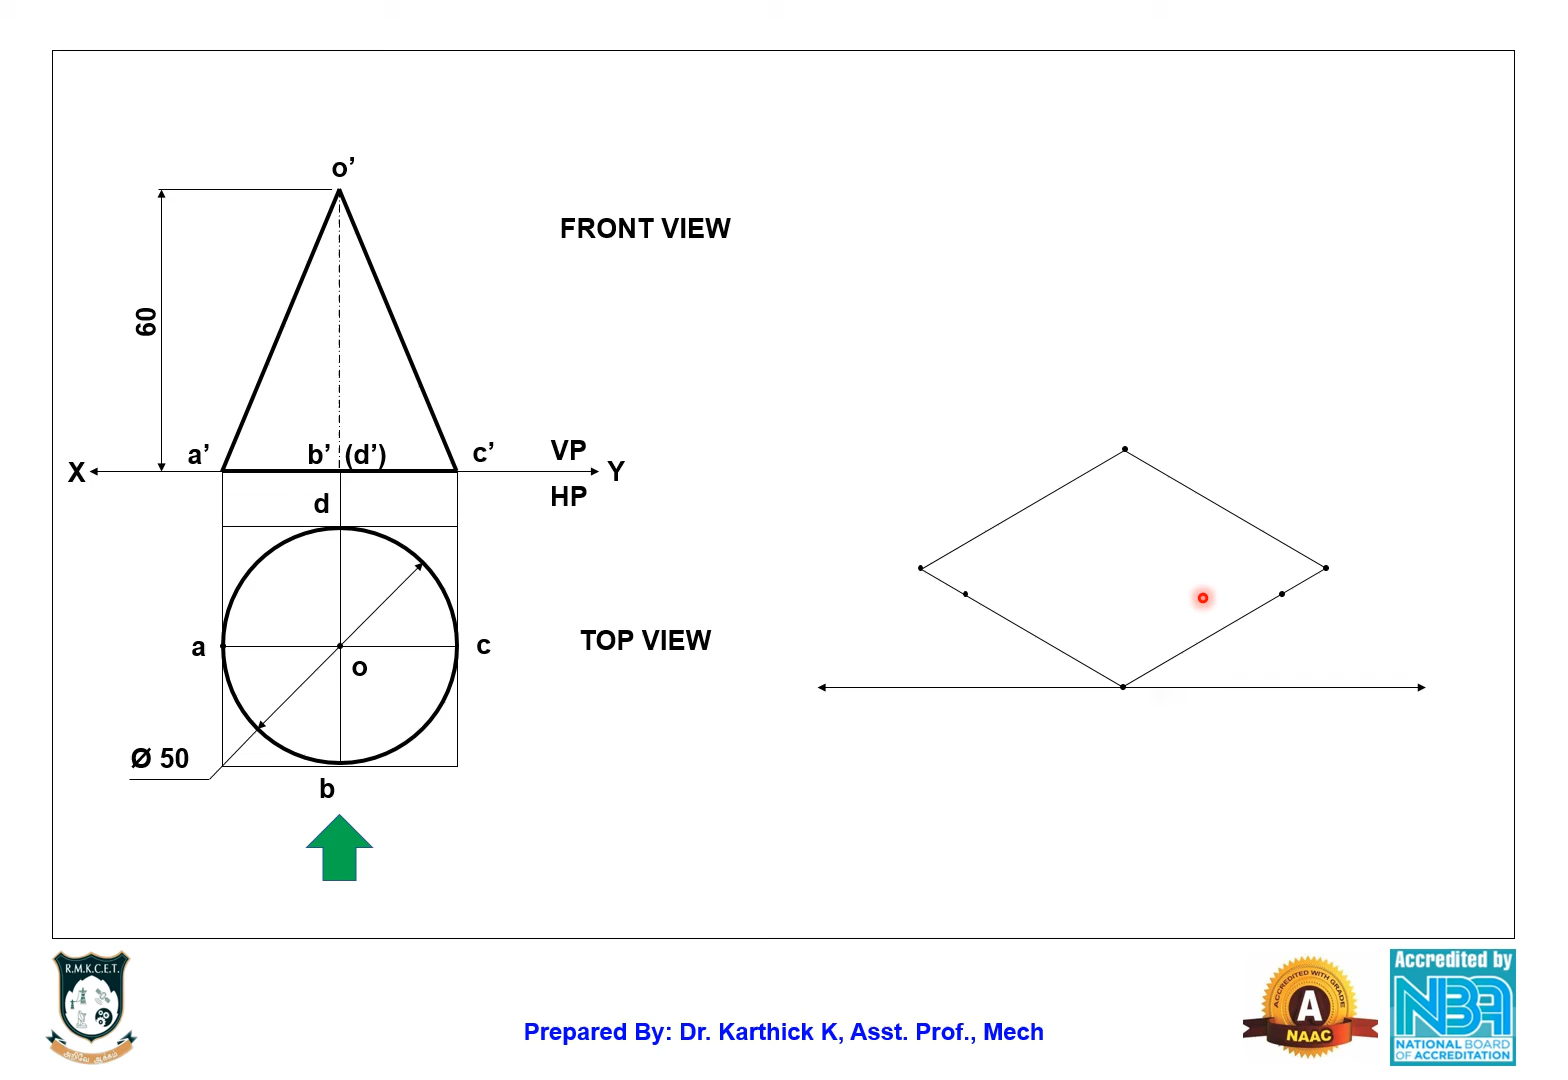 o’
FRONT VIEW
60
a’
b’
(d’)
c’
VP
X
Y
HP
d
a
c
TOP VIEW
o
Ø 50
b
R.M.K.C.E.T.
Prepared By: Dr. Karthick K, Asst. Prof., Mech
ACCREDITED WITH GRADE
A
NAAC
Accredited by
NBA
NATIONAL BOARD
OF ACCREDITATION